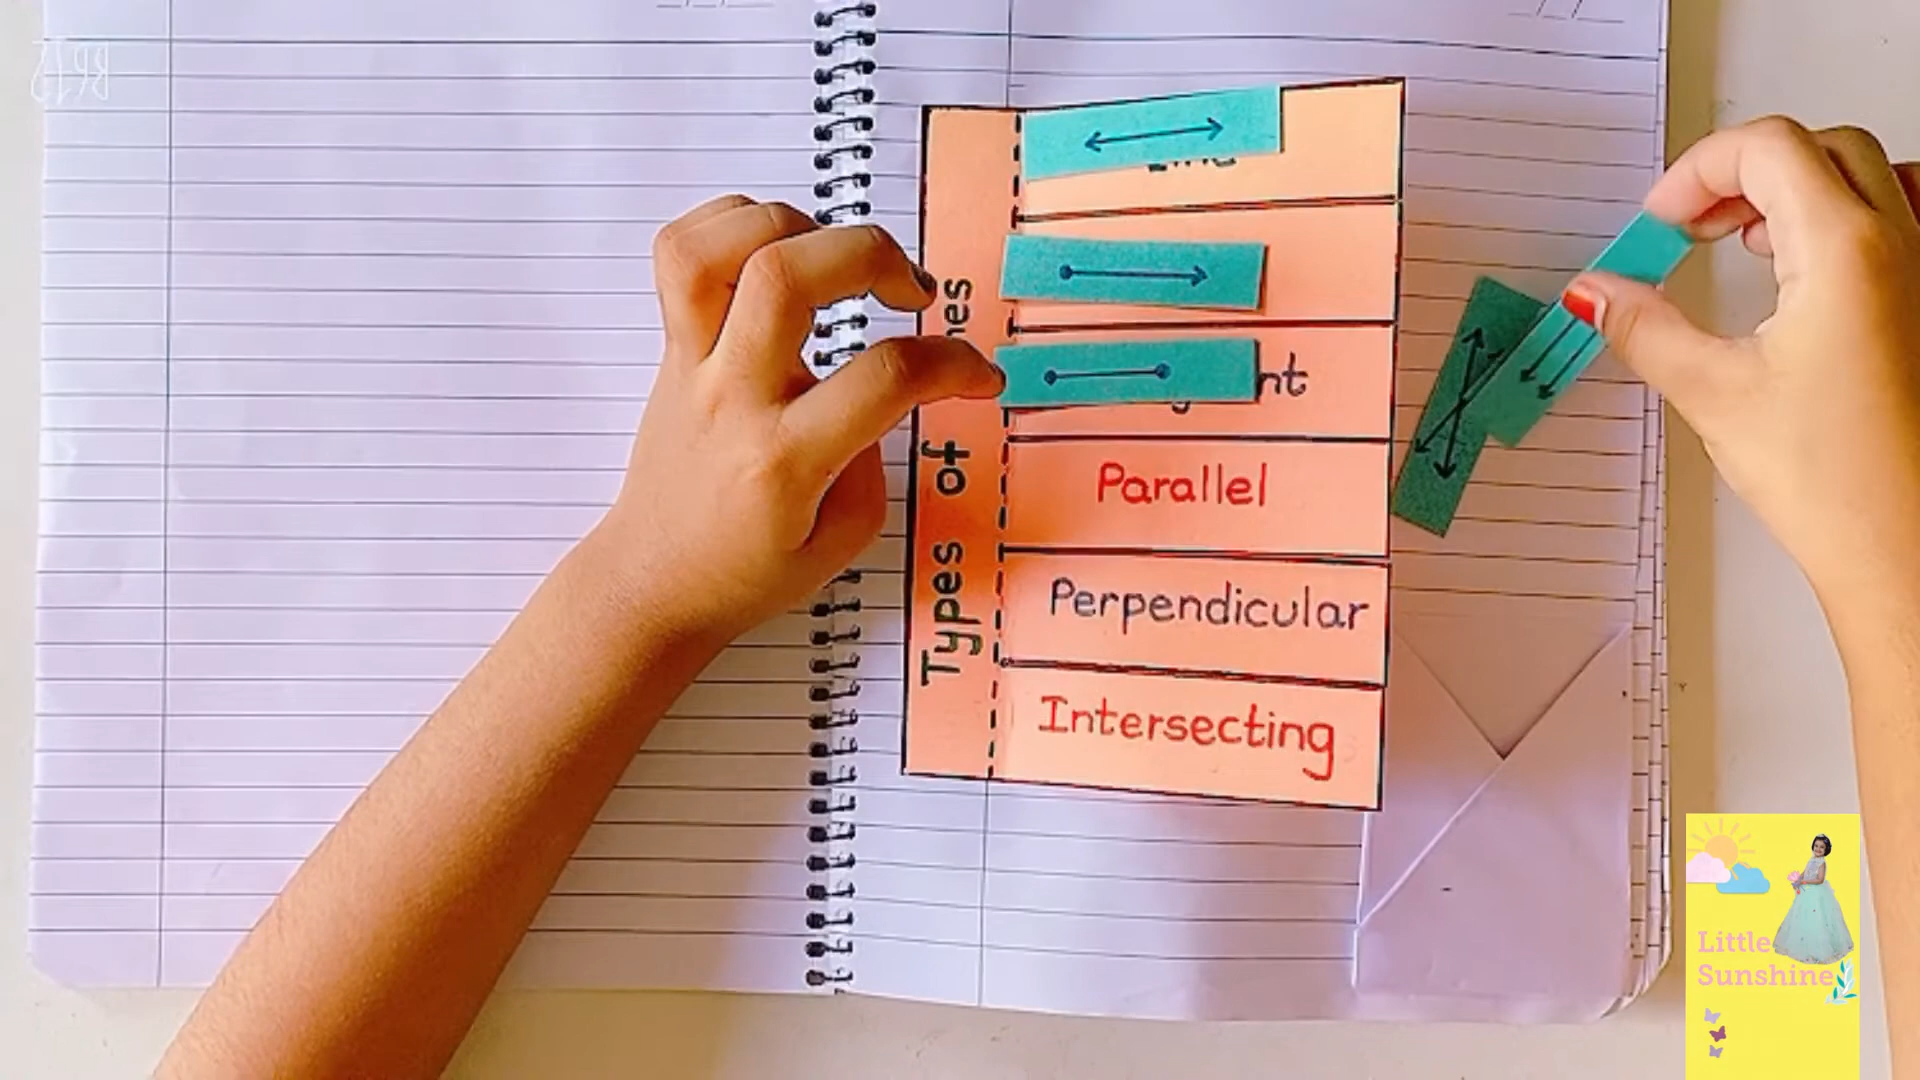 Types of
Parallel
Perpendicular
Intersecting
Little
Sunshine